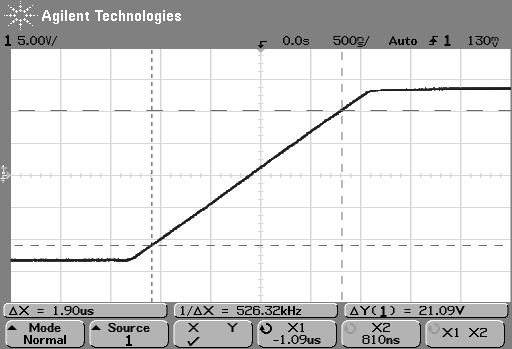 Agilent Technologies
1 5.00V/ 0.0s 500ns/ Auto 1 130mV
ΔX = 1.90us 1/ΔX = 526.32kHz ΔY(1) = 21.09V
Mode Normal Source 1 X Y X1 -1.09us X2 810ns X1 X2